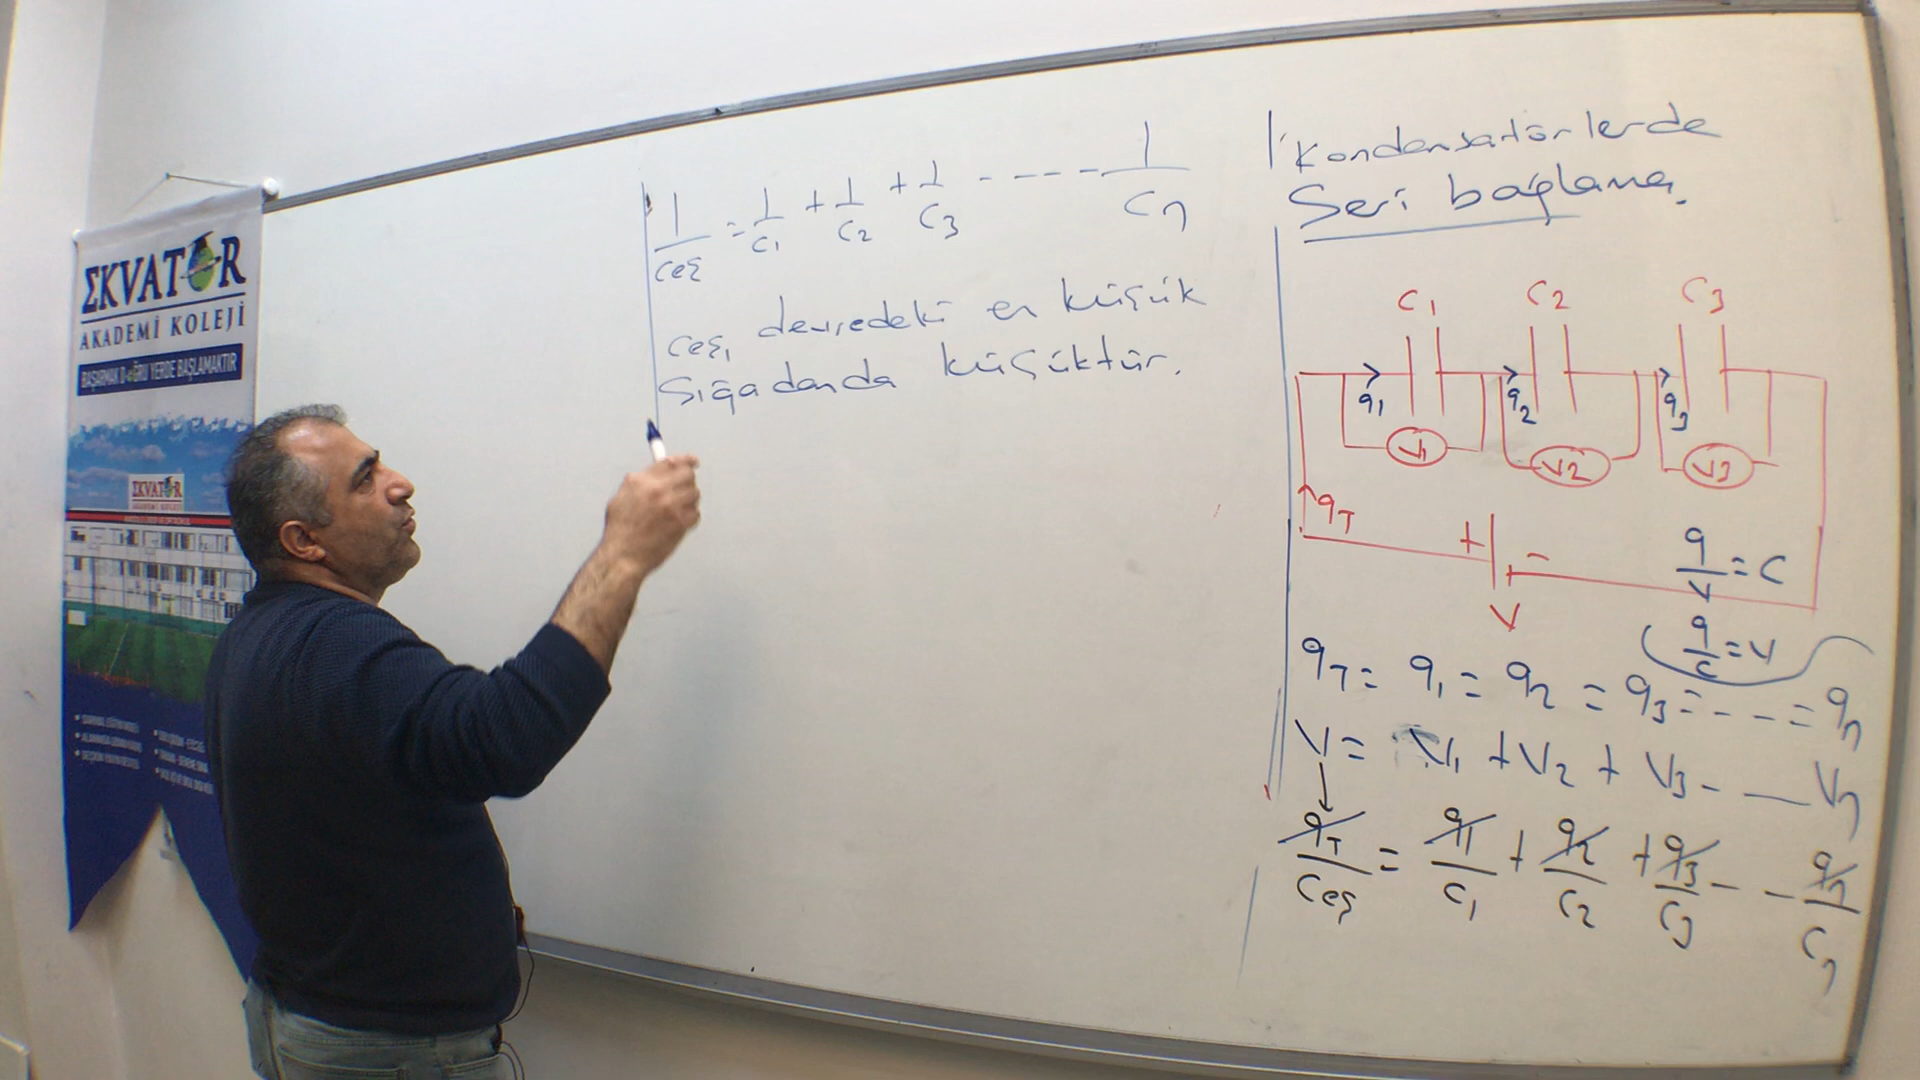 ΣKVATOR
AKADEMİ KOLEJİ
BAŞARMAK DOĞRU YERDE BAŞLAMAKTIR
ΣKVATOR
Kondensatörlerde
Seri bağlama.
C1 C2 C3
q1 q2 q3
V1 V2 V3
qT
+ -
V
q/V = C
q/C = V
qT = q1 = q2 = q3 = - - - = qn
V = V1 + V2 + V3 - - - Vn
qT/Ceş = q1/C1 + q2/C2 + q3/C3 - - qn/Cn
1/Ceş = 1/C1 + 1/C2 + 1/C3 - - - - 1/Cn
Ceş, devredeki en küçük
Sığadanda küçüktür.